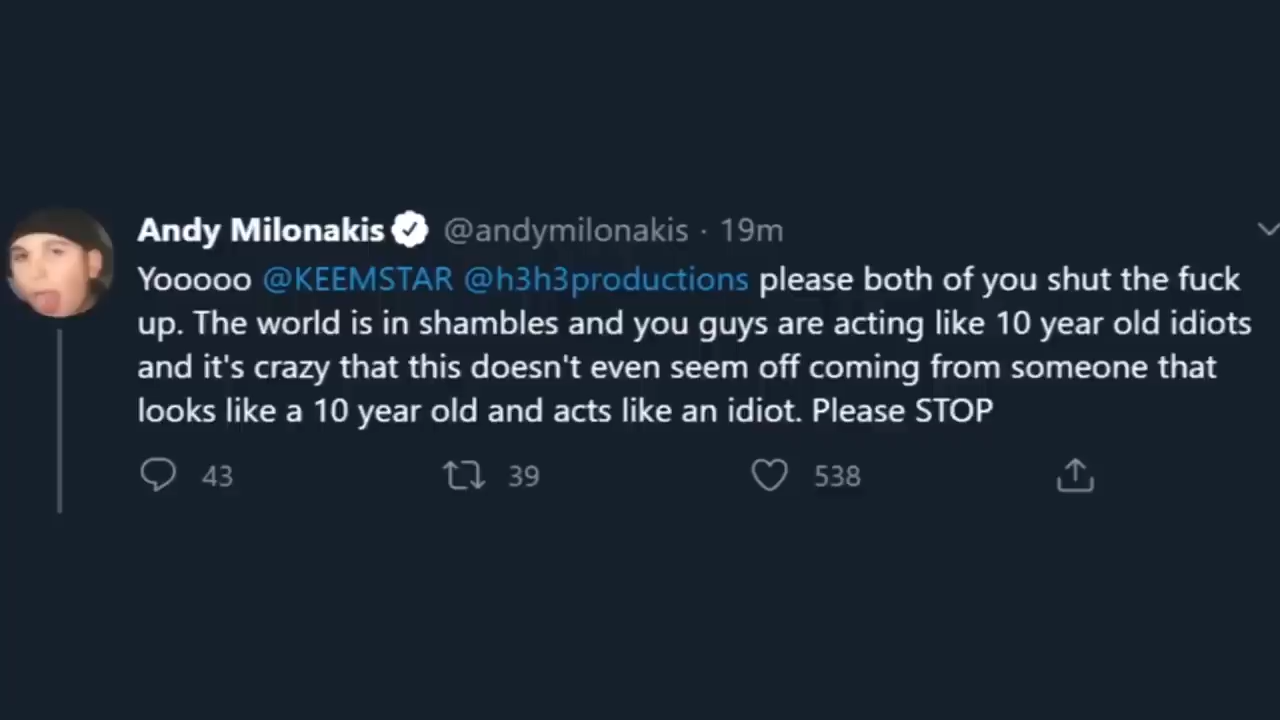 Andy Milonakis @andymilonakis · 19m
Yooooo @KEEMSTAR @h3h3productions please both of you shut the fuck
up. The world is in shambles and you guys are acting like 10 year old idiots
and it's crazy that this doesn't even seem off coming from someone that
looks like a 10 year old and acts like an idiot. Please STOP
43 39 538